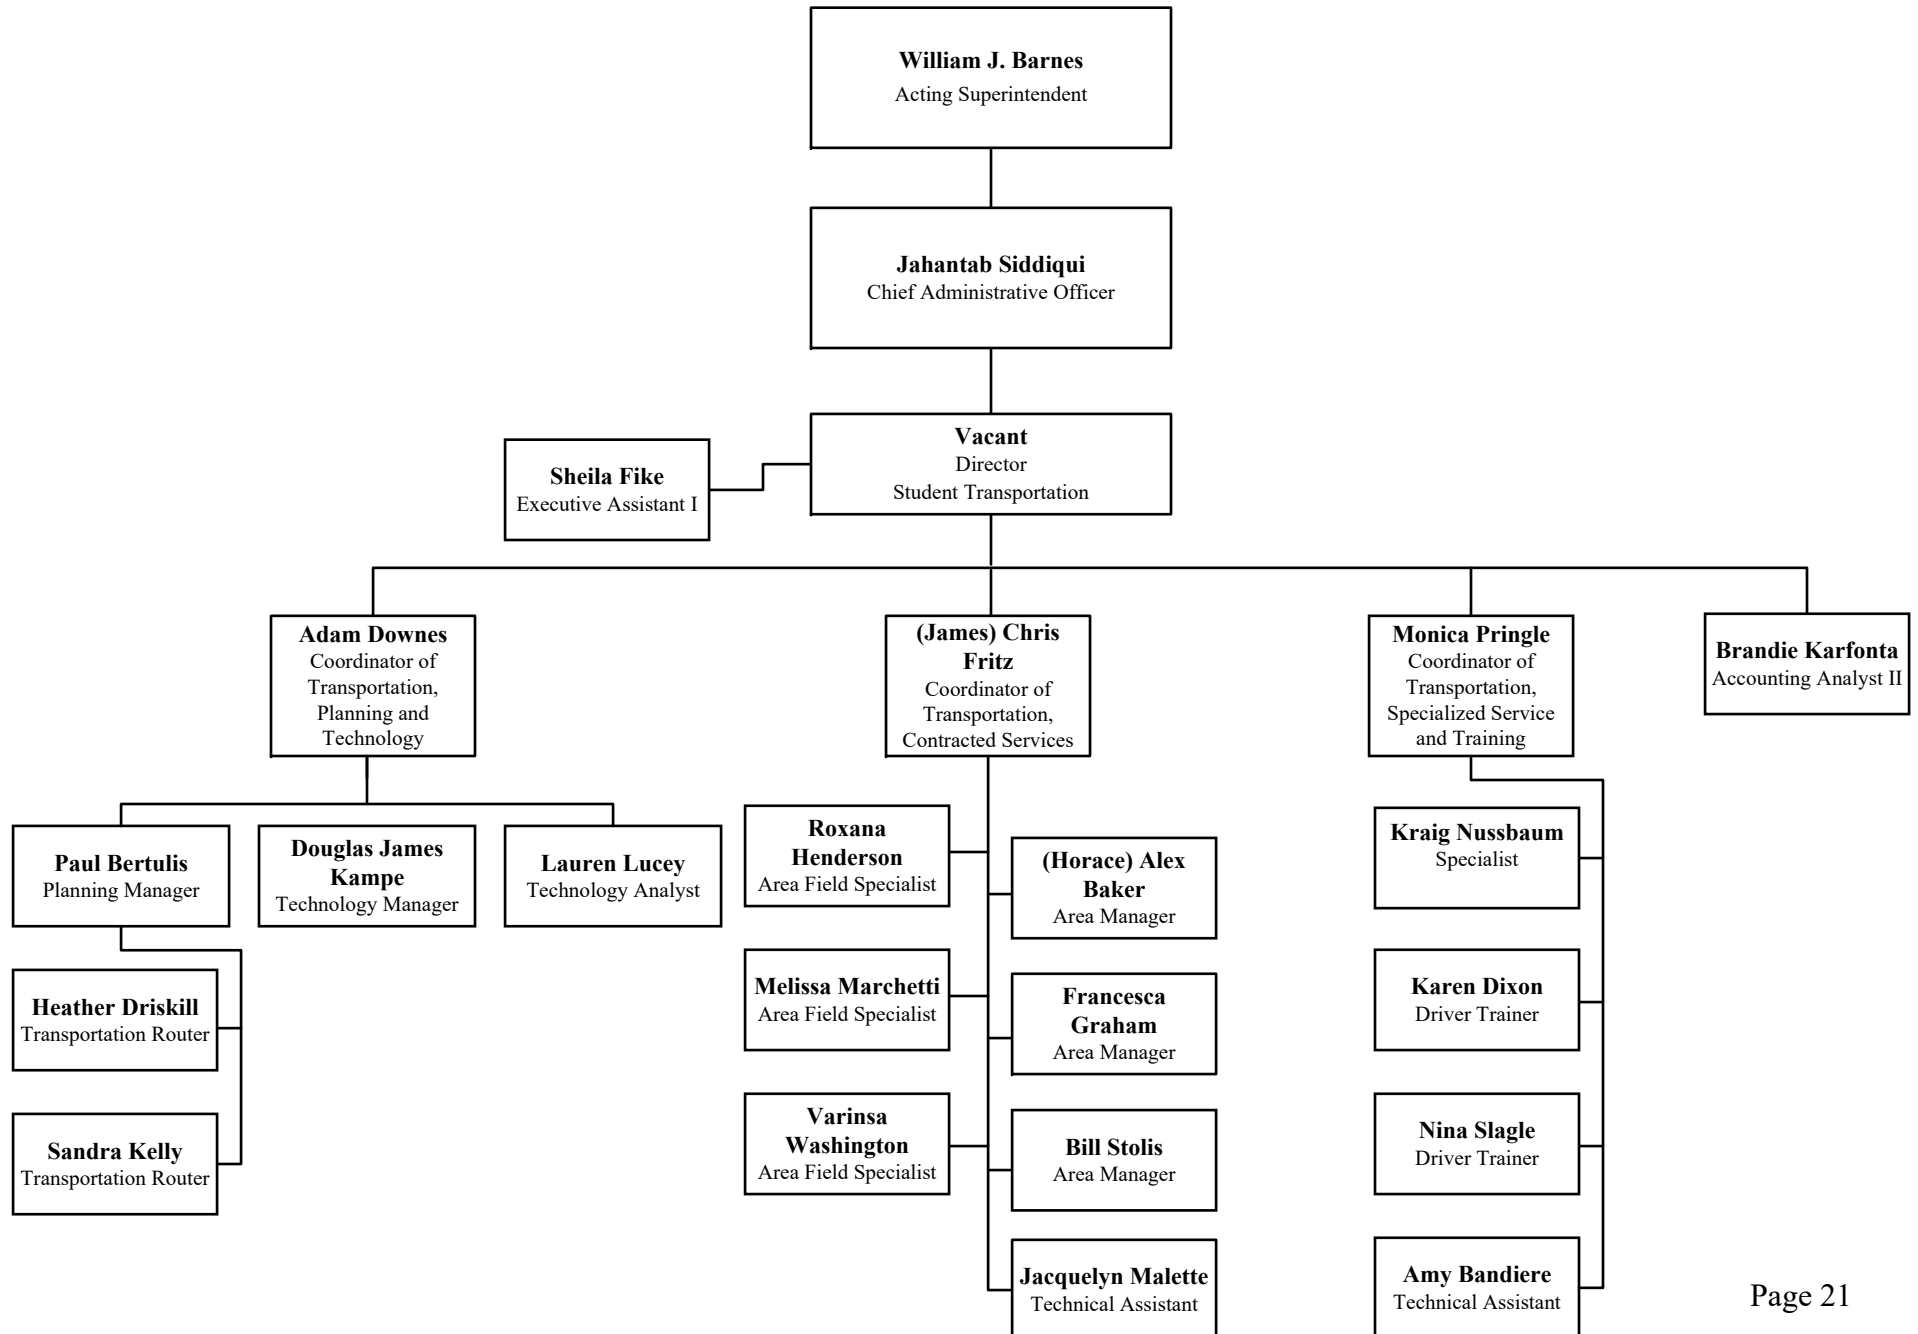 William J. Barnes
Acting Superintendent
Jahantab Siddiqui
Chief Administrative Officer
Vacant
Director
Student Transportation
Sheila Fike
Executive Assistant I
Adam Downes
Coordinator of
Transportation,
Planning and
Technology
(James) Chris
Fritz
Coordinator of
Transportation,
Contracted Services
Monica Pringle
Coordinator of
Transportation,
Specialized Service
and Training
Brandie Karfonta
Accounting Analyst II
Paul Bertulis
Planning Manager
Douglas James
Kampe
Technology Manager
Lauren Lucey
Technology Analyst
Heather Driskill
Transportation Router
Sandra Kelly
Transportation Router
Roxana
Henderson
Area Field Specialist
(Horace) Alex
Baker
Area Manager
Melissa Marchetti
Area Field Specialist
Francesca
Graham
Area Manager
Varinsa
Washington
Area Field Specialist
Bill Stolis
Area Manager
Jacquelyn Malette
Technical Assistant
Kraig Nussbaum
Specialist
Karen Dixon
Driver Trainer
Nina Slagle
Driver Trainer
Amy Bandiere
Technical Assistant
Page 21